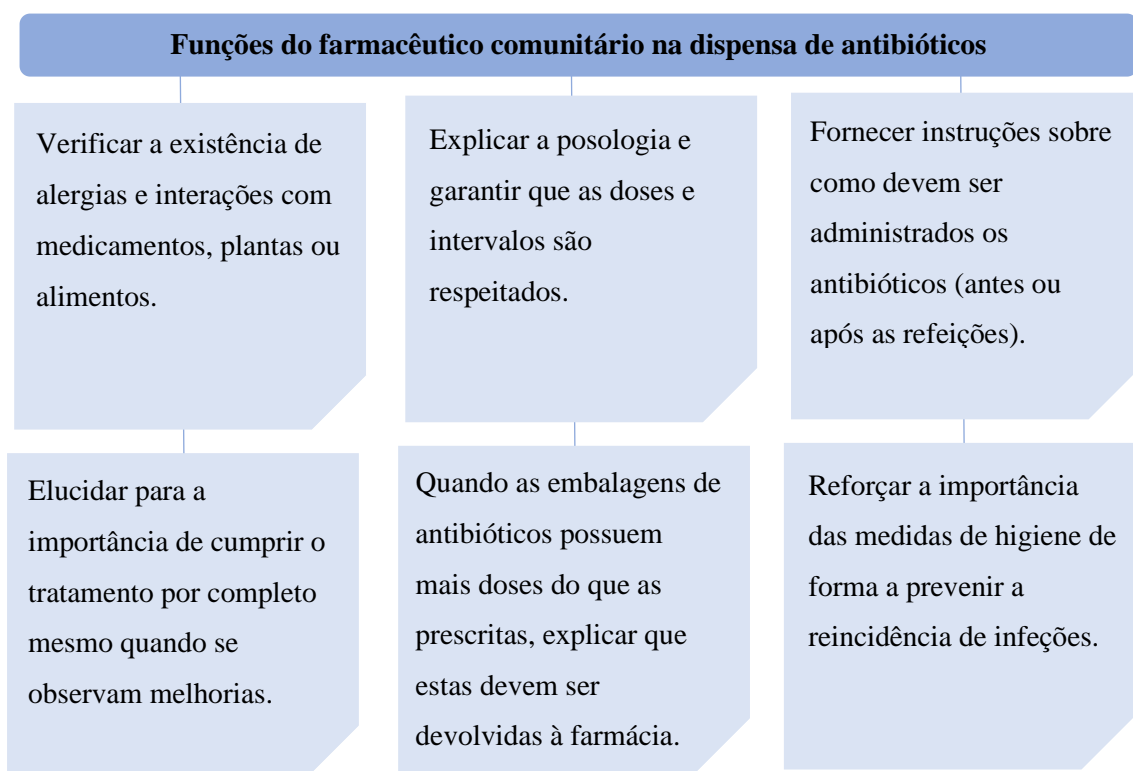 Funções do farmacêutico comunitário na dispensa de antibióticos
Verificar a existência de
alergias e interações com
medicamentos, plantas ou
alimentos.
Explicar a posologia e
garantir que as doses e
intervalos são
respeitados.
Fornecer instruções sobre
como devem ser
administrados os
antibióticos (antes ou
após as refeições).
Elucidar para a
importância de cumprir o
tratamento por completo
mesmo quando se
observam melhorias.
Quando as embalagens de
antibióticos possuem
mais doses do que as
prescritas, explicar que
estas devem ser
devolvidas à farmácia.
Reforçar a importância
das medidas de higiene de
forma a prevenir a
reincidência de infeções.